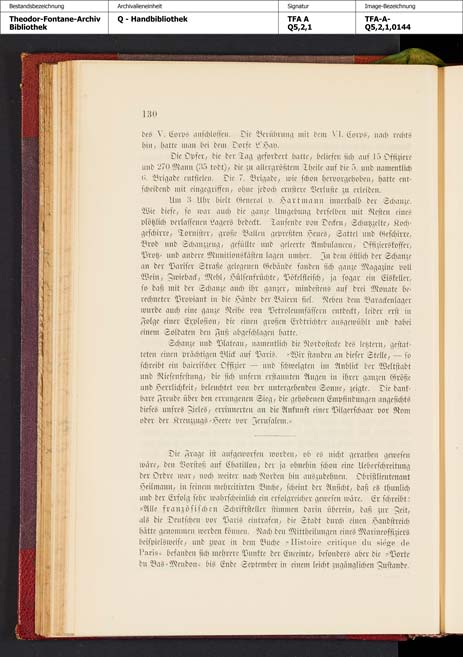 Bestandsbezeichnung
Archivalieneinheit
Signatur
Image-Bezeichnung
Theodor-Fontane-Archiv
Bibliothek
Q - Handbibliothek
TFA A
Q5,2,1
TFA-A-
Q5,2,1,0144
130
des V. Corps anschlossen. Die Berührung mit dem VI. Corps, nach rechts
hin, hatte man bei dem Dorfe L'Hay.
Die Opfer, die der Tag gefordert hatte, beliefen sich auf 15 Offiziere
und 270 Mann (35 todt), die zu allergrößtem Theile auf die 5. und namentlich
6. Brigade entfielen. Die 7. Brigade, wie schon hervorgehoben, hatte ent-
scheidend mit eingegriffen, ohne jedoch ernstere Verluste zu erleiden.
Um 3 Uhr hielt General v. Hartmann innerhalb der Schanze.
Wie diese, so war auch die ganze Umgebung derselben mit Resten eines
plötzlich verlassenen Lagers bedeckt. Tausende von Decken, Schutzzelte, Koch-
geschirre, Tornister, große Ballen gepreßten Heues, Sattel und Geschirre,
Brod und Schanzzeug, gefüllte und geleerte Ambulancen, Offizierskoffer,
Protz- und andere Munitionskästen lagen umher. In dem östlich der Schanze
an der Pariser Straße gelegenen Gebäude fanden sich ganz Magazine voll
Wein, Zwieback, Mehl, Hülsenfrüchte, Pökelfleisch, ja sogar ein Eiskeller,
so daß mit der Schanze auch ihr ganzer, mindestens auf drei Monate be-
rechneter Proviant in die Hände der Baiern fiel. Neben dem Barackenlager
wurde auch eine ganze Reihe von Petroleumfässern entdeckt, leider erst in
Folge einer Explosion, die einen großen Erdtrichter ausgewühlt und dabei
einem Soldaten den Fuß abgeschlagen hatte.
Schanze und Plateau, namentlich die Nordostecke des letztern, gestat-
teten einen prächtigen Blick auf Paris. »Wir standen an dieser Stelle, — so
schreibt ein baierischer Offizier — und schwelgten im Anblick der Weltstadt
und Riesenfestung, die sich unsern erstaunten Augen in ihrer ganzen Größe
und Herrlichkeit, beleuchtet von der untergehenden Sonne, zeigte. Die dank-
bare Freude über den errungenen Sieg, die gehobenen Empfindungen angesichts
dieses unsres Zieles, erinnerten an die Ankunft einer Pilgerschaar vor Rom
oder der Kreuzzugs-Heere vor Jerusalem.«
Die Frage ist aufgeworfen worden, ob es nicht gerathen gewesen
wäre, den Vorstoß auf Chatillon, der ja ohnehin schon eine Ueberschreitung
der Ordre war, noch weiter nach Norden hin auszudehnen. Obristlieutenant
Heilmann, in seinem mehrcitirten Buche, scheint der Ansicht, daß es thunlich
und der Erfolg sehr wahrscheinlich ein erfolgreicher gewesen wäre. Er schreibt:
»Alle französischen Schriftsteller stimmen darin überein, daß zur Zeit,
als die Deutschen vor Paris eintrafen, die Stadt durch einen Handstreich
hätte genommen werden können. Nach den Mittheilungen eines Marineoffiziers
beispielsweise, und zwar in dem Buche »Histoire critique du siége de
Paris« befanden sich mehrere Punkte der Enceinte, besonders aber die »Porte
du Bas-Meudon« bis Ende September in einem leicht zugänglichen Zustande.